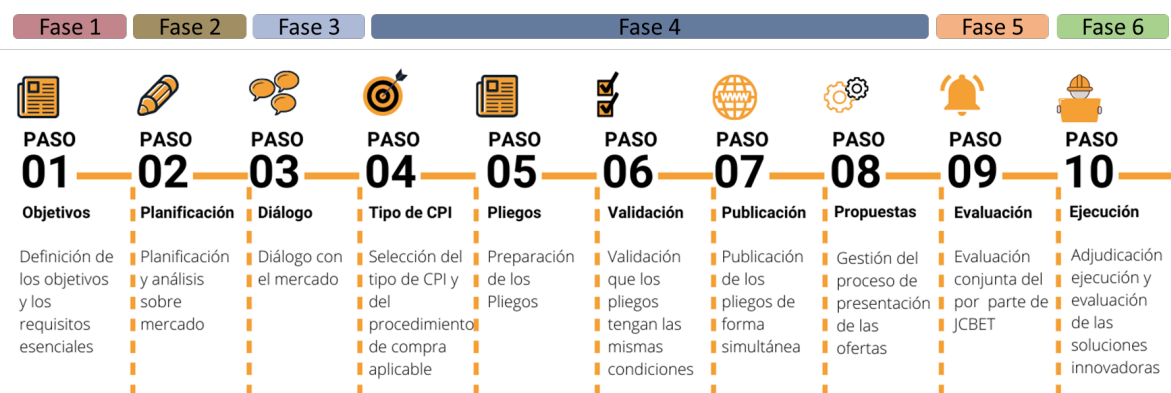 Fase 1
Fase 2
Fase 3
Fase 4
Fase 5
Fase 6
PASO
01
Objetivos
Definición de
los objetivos
y los
requisitos
esenciales
PASO
02
Planificación
Planificación
y análisis
sobre
mercado
PASO
03
Diálogo
Diálogo con
el mercado
PASO
04
Tipo de CPI
Selección del
tipo de CPI y
del
procedimiento
de compra
aplicable
PASO
05
Pliegos
Preparación
de los
Pliegos
PASO
06
Validación
Validación
que los
pliegos
tengan las
mismas
condiciones
WWW
PASO
07
Publicación
Publicación
de los
pliegos de
forma
simultánea
PASO
08
Propuestas
Gestión del
proceso de
presentación
de las
ofertas
PASO
09
Evaluación
Evaluación
conjunta del
por parte de
JCBET
PASO
10
Ejecución
Adjudicación
ejecución y
evaluación
de las
soluciones
innovadoras